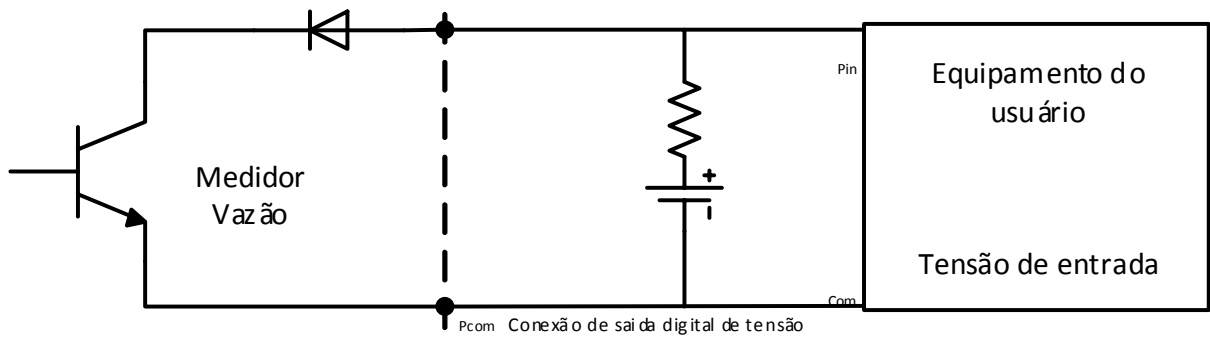 Pin
Equipamento do
usuário
Medidor
Vazão
+
-
Tensão de entrada
Com
Pcom Conexão de saida digital de tensão